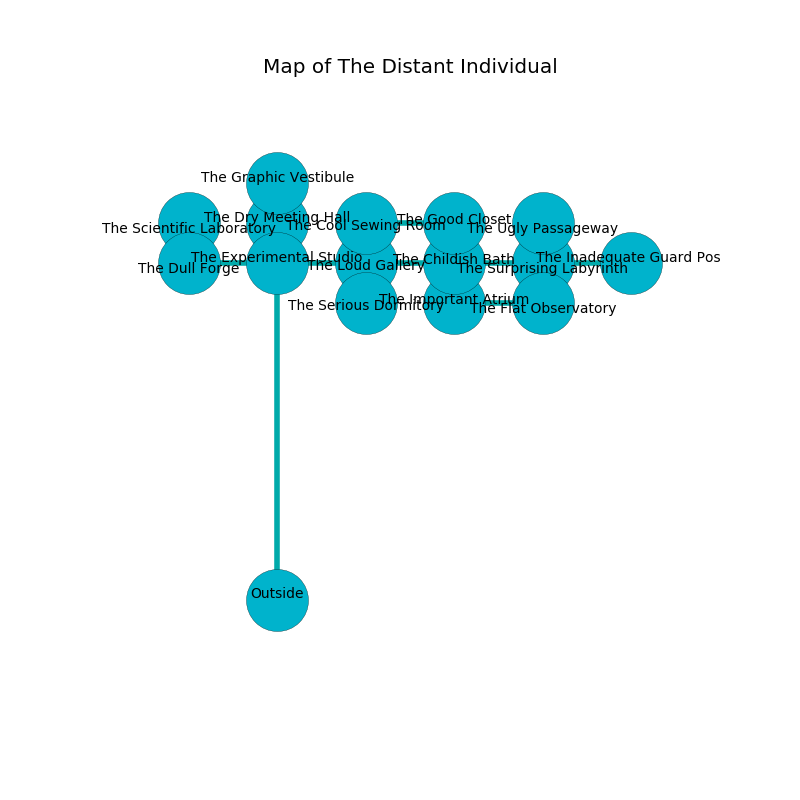 Map of The Distant Individual
The Graphic Vestibule
The Dry Meeting Hall
The Good Closet
The Cool Sewing Room
The Scientific Laboratory
The Ugly Passageway
The Experimental Studio
The Inadequate Guard Pos
The Childish Bath
The Loud Gallery
The Dull Forge
The Surprising Labyrinth
The Important Atrium
The Serious Dormitory
The Flat Observatory
Outside